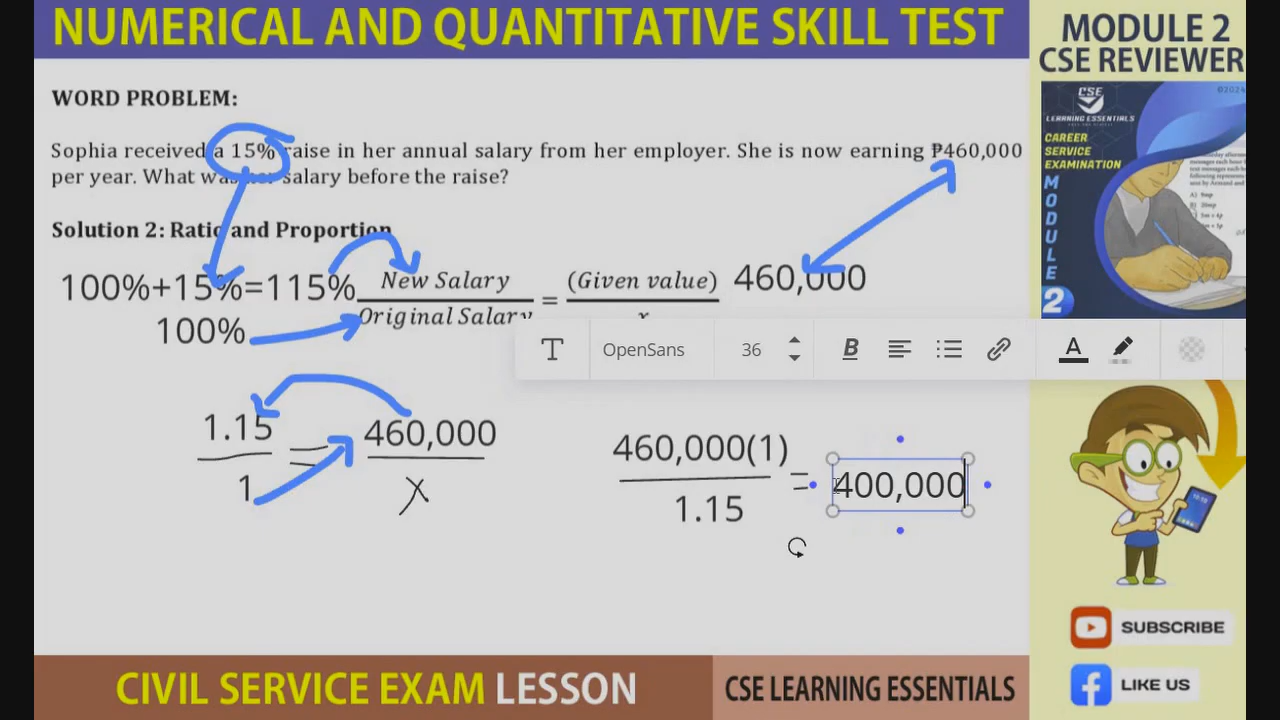 NUMERICAL AND QUANTITATIVE SKILL TEST
MODULE 2
CSE REVIEWER
WORD PROBLEM:
Sophia received a 15% raise in her annual salary from her employer. She is now earning ₱460,000
per year. What was her salary before the raise?
Solution 2: Ratio and Proportion
100%+15%=115%
100%
New Salary
Original Salary
=
(Given value)
x
460,000
T OpenSans 36 B A
1.15
1
=
460,000
X
460,000(1)
1.15
=
400,000
CSE
LEARNING ESSENTIALS
©2024
CAREER
SERVICE
EXAMINATION
MODULE
2
SUBSCRIBE
LIKE US
CIVIL SERVICE EXAM LESSON
CSE LEARNING ESSENTIALS